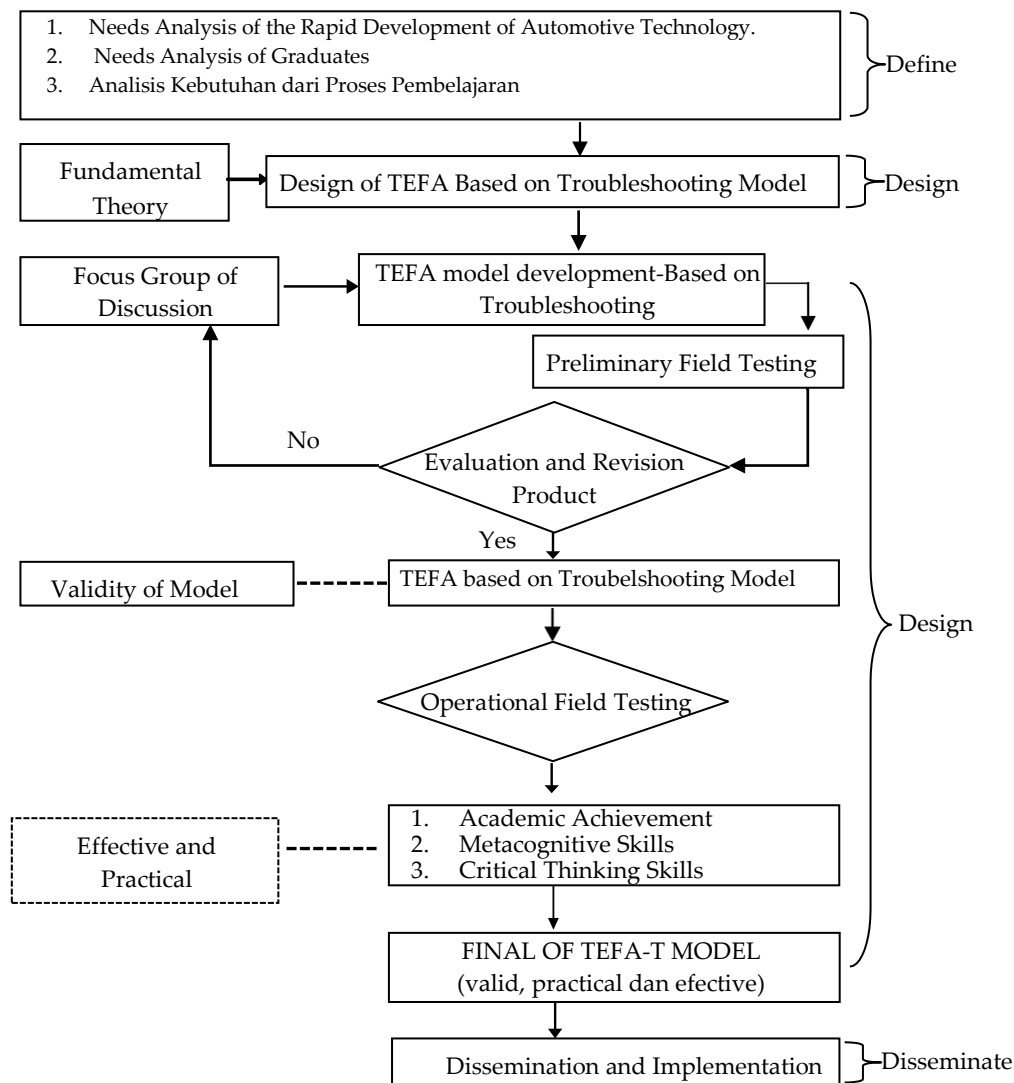 1. Needs Analysis of the Rapid Development of Automotive Technology.
2. Needs Analysis of Graduates
3. Analisis Kebutuhan dari Proses Pembelajaran
Define
Fundamental
Theory
Design of TEFA Based on Troubleshooting Model
Design
Focus Group of
Discussion
TEFA model development-Based on
Troubleshooting
Preliminary Field Testing
No
Evaluation and Revision
Product
Yes
Validity of Model
TEFA based on Troubelshooting Model
Design
Operational Field Testing
Effective and
Practical
1. Academic Achievement
2. Metacognitive Skills
3. Critical Thinking Skills
FINAL OF TEFA-T MODEL
(valid, practical dan efective)
Dissemination and Implementation
Disseminate